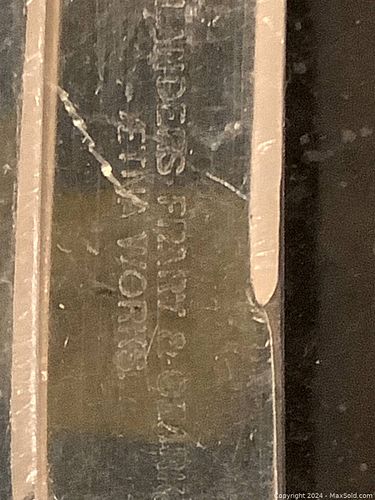 LANDERS FRARY & CLARK
ÆTNA WORKS
Copyright © 2024 - MaxSold.com